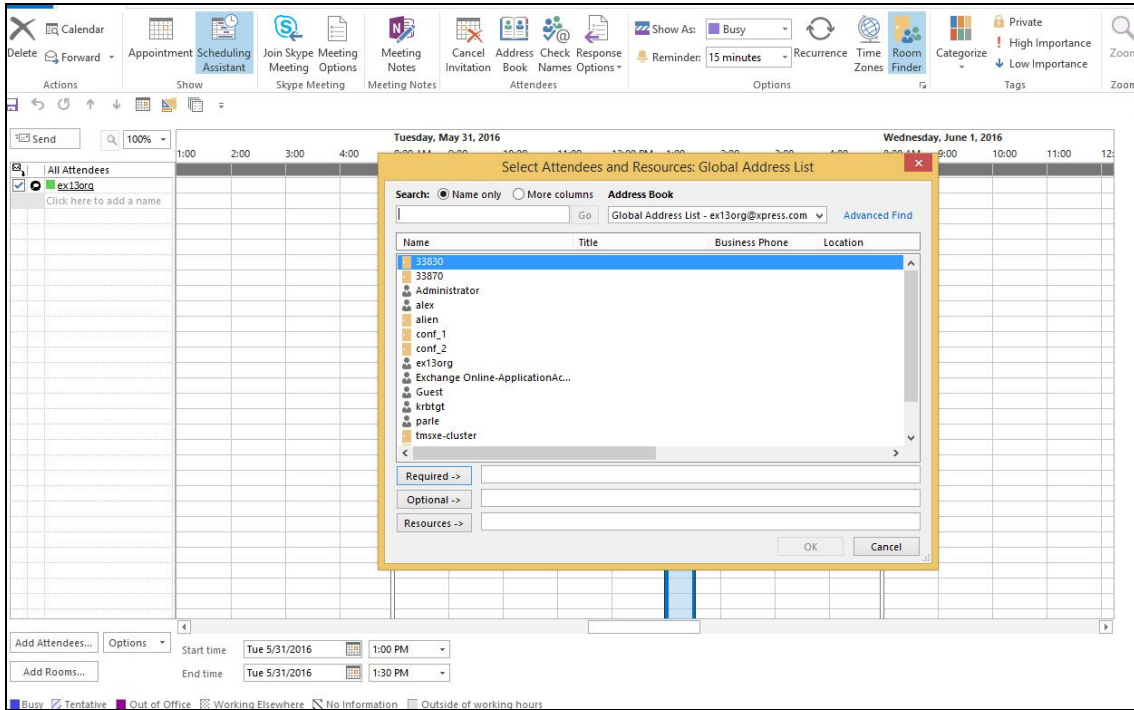 Delete
Calendar
Forward
Actions
Appointment
Scheduling Assistant
Show
Join Skype Meeting
Meeting Options
Skype Meeting
Meeting Notes
Meeting Notes
Cancel Invitation
Address Book
Check Names
Response Options
Attendees
Show As: Busy
Reminder: 15 minutes
Recurrence
Time Zones
Room Finder
Options
Categorize
Private
High Importance
Low Importance
Tags
Zoom
Zoom
Send
100%
Tuesday, May 31, 2016
Wednesday, June 1, 2016
1:00 2:00 3:00 4:00
9:00 10:00 11:00 12:
All Attendees
ex13org
Click here to add a name
Select Attendees and Resources: Global Address List
Search: Name only More columns Address Book
Go Global Address List - ex13org@xpress.com Advanced Find
Name Title Business Phone Location
33830
33870
Administrator
alex
alien
conf_1
conf_2
ex13org
Exchange Online-ApplicationAc...
Guest
krbtgt
parle
tmsxe-cluster
Required ->
Optional ->
Resources ->
OK Cancel
Add Attendees... Options
Start time Tue 5/31/2016 1:00 PM
Add Rooms...
End time Tue 5/31/2016 1:30 PM
Busy Tentative Out of Office Working Elsewhere No Information Outside of working hours